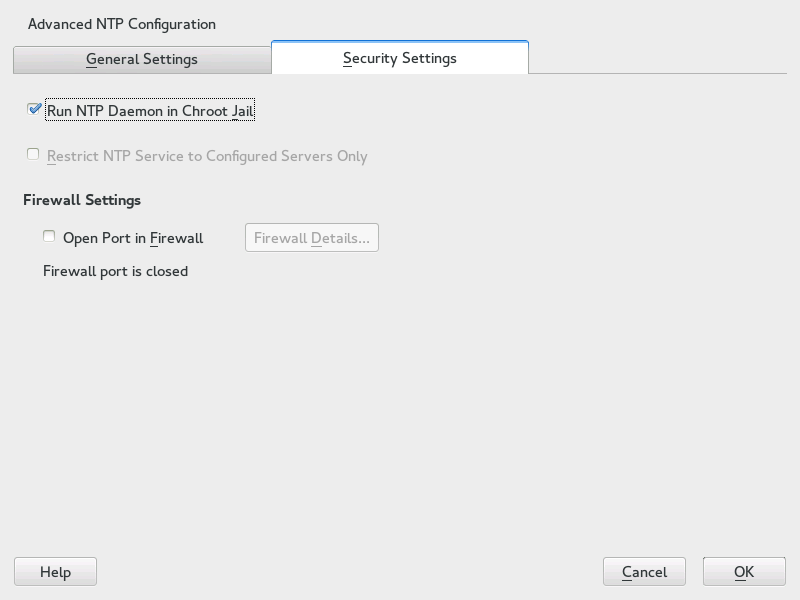 Advanced NTP Configuration
General Settings
Security Settings
Run NTP Daemon in Chroot Jail
Restrict NTP Service to Configured Servers Only
Firewall Settings
Open Port in Firewall
Firewall Details...
Firewall port is closed
Help
Cancel
OK